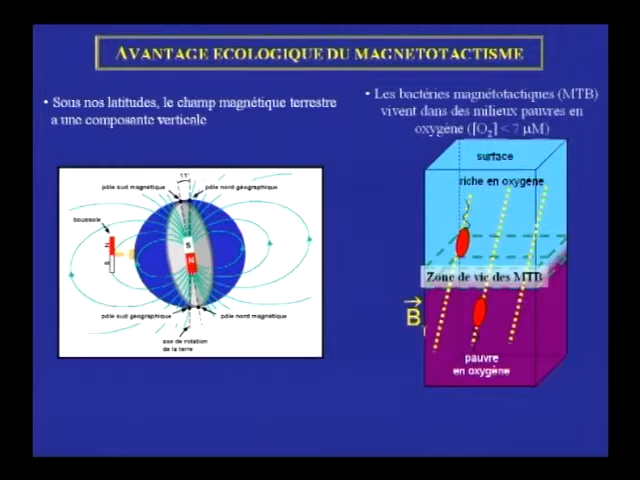 AVANTAGE ECOLOGIQUE DU MAGNETOTACTISME
• Sous nos latitudes, le champ magnétique terrestre
a une composante verticale
• Les bactéries magnétotactiques (MTB)
vivent dans des milieux pauvres en
oxygène ([O2] < 7 µM)
11°
pôle sud magnétique
pôle nord géographique
boussole
N
S
S
N
pôle sud géographique
pôle nord magnétique
axe de rotation
de la terre
surface
riche en oxygène
Zone de vie des MTB
B
pauvre
en oxygène